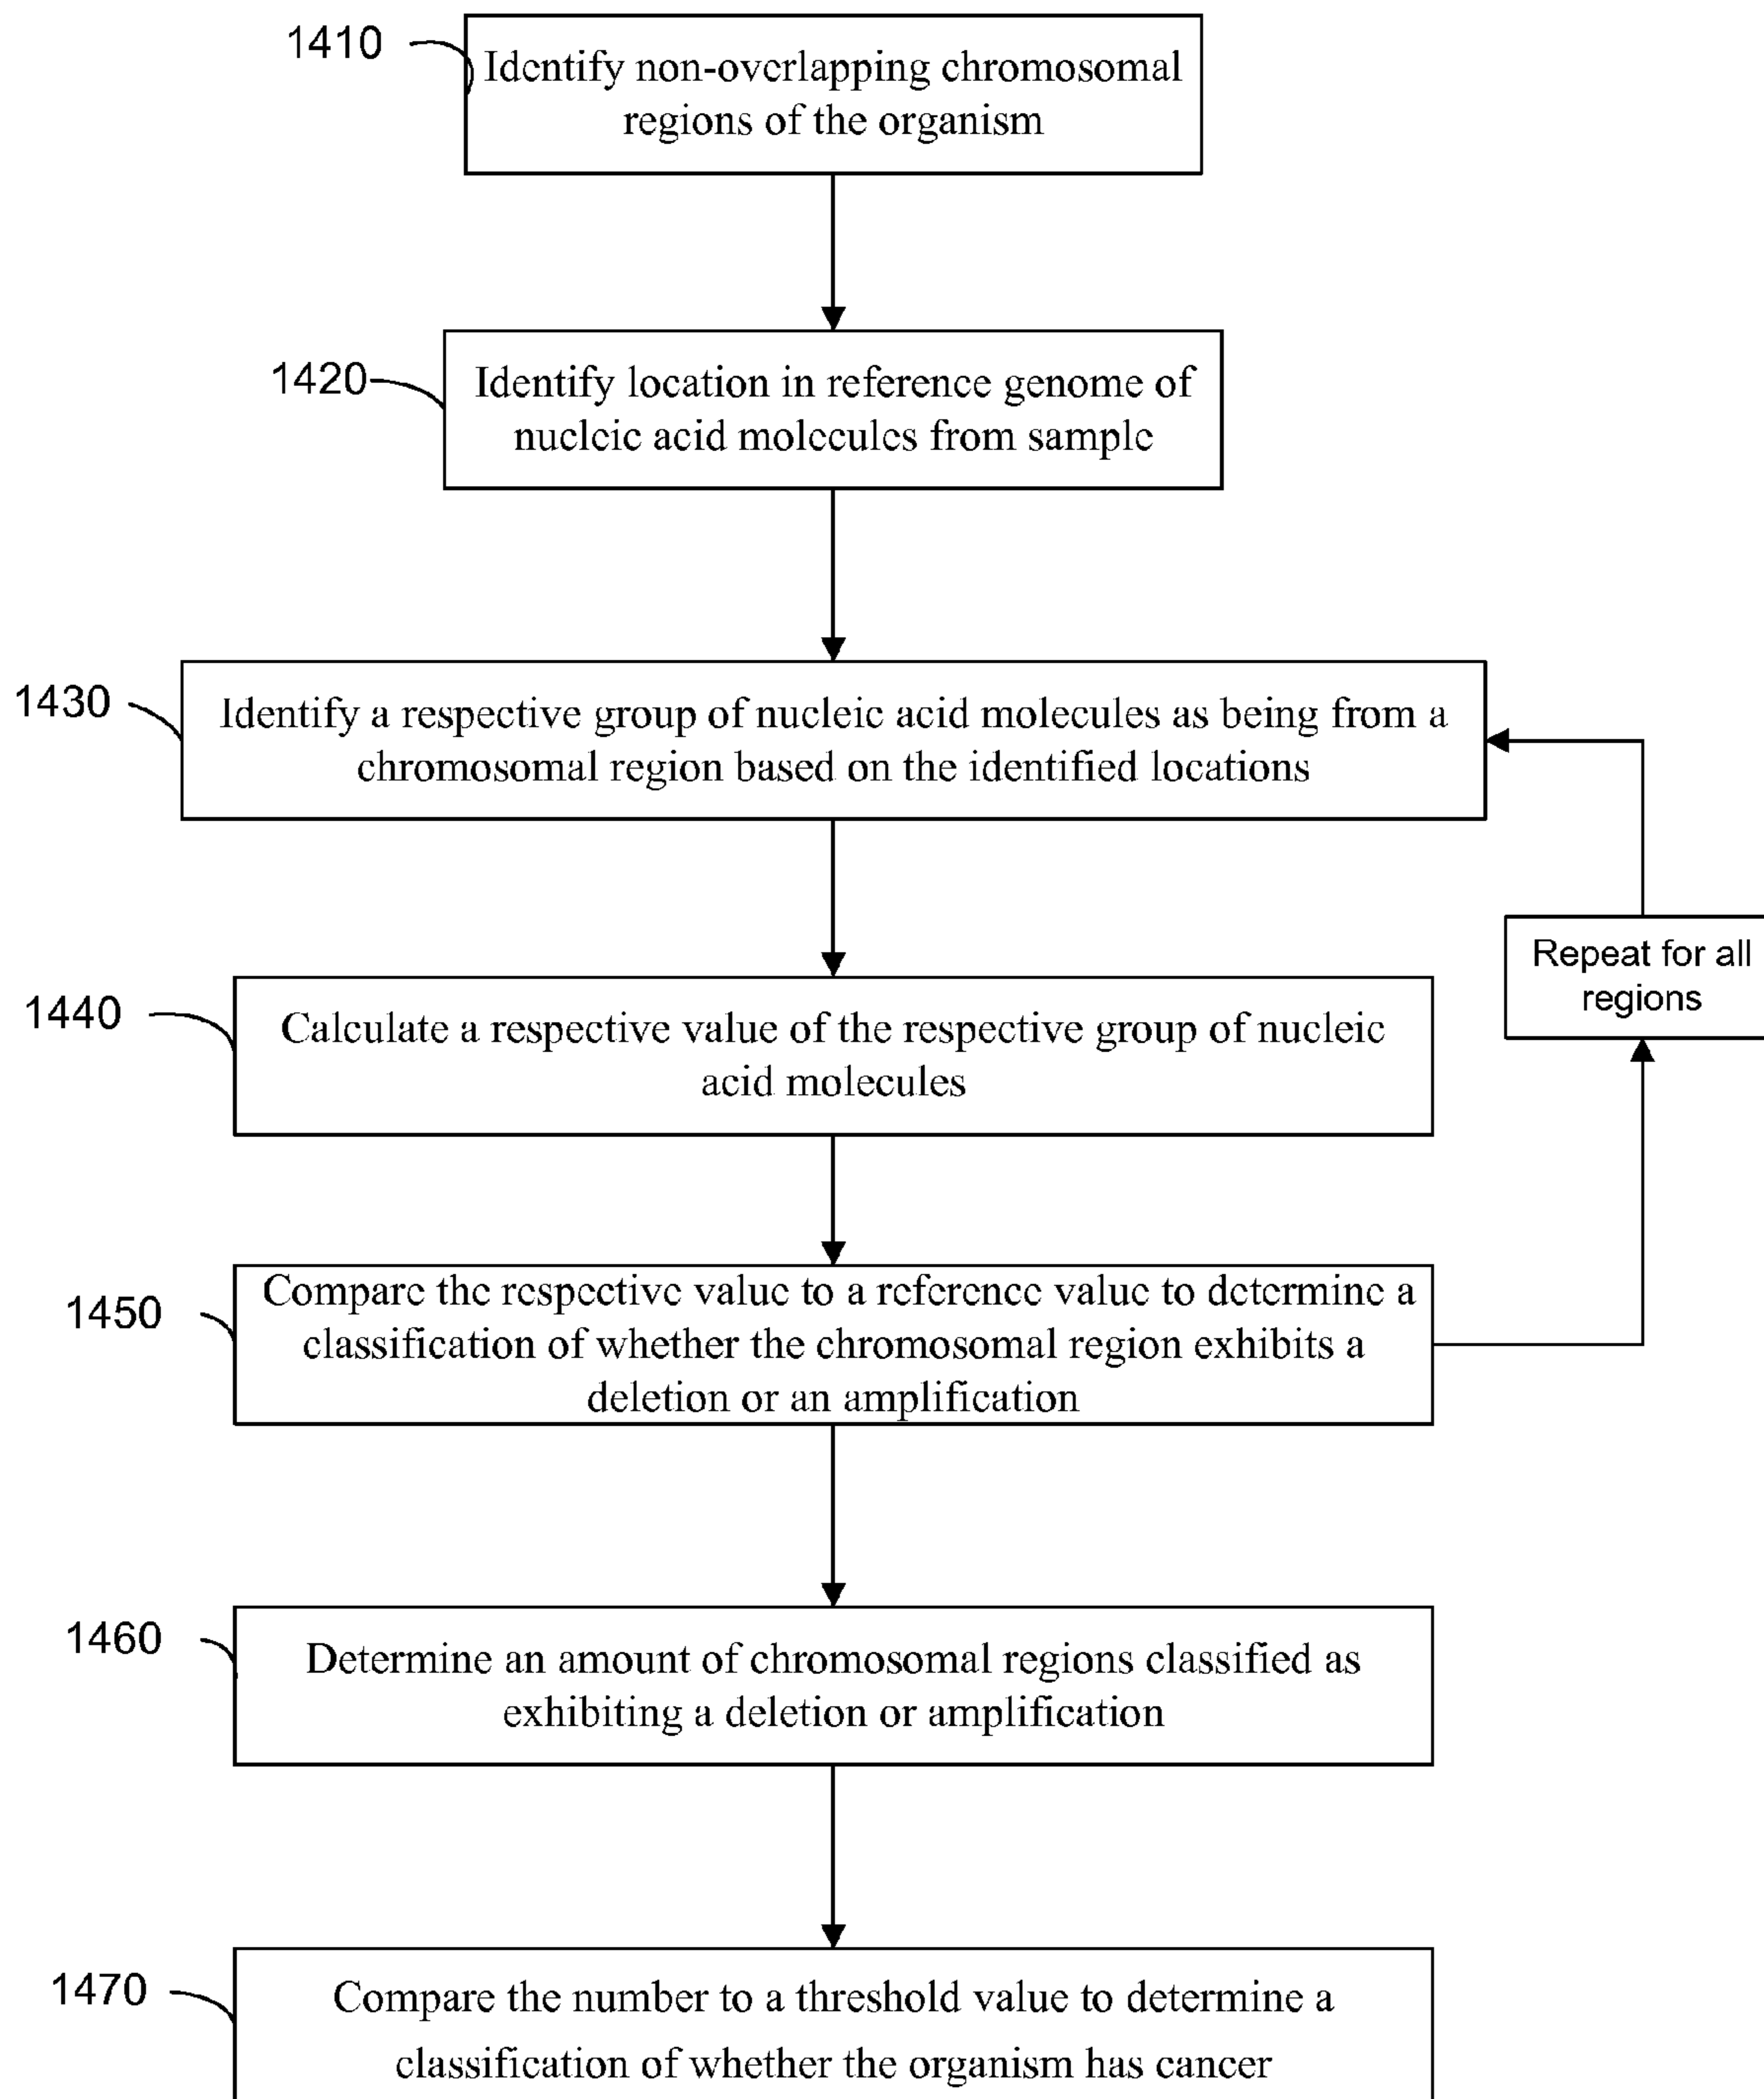 1410
Identify non-overlapping chromosomal
regions of the organism
1420
Identify location in reference genome of
nucleic acid molecules from sample
1430
Identify a respective group of nucleic acid molecules as being from a
chromosomal region based on the identified locations
Repeat for all
regions
1440
Calculate a respective value of the respective group of nucleic
acid molecules
1450
Compare the respective value to a reference value to determine a
classification of whether the chromosomal region exhibits a
deletion or an amplification
1460
Determine an amount of chromosomal regions classified as
exhibiting a deletion or amplification
1470
Compare the number to a threshold value to determine a
classification of whether the organism has cancer